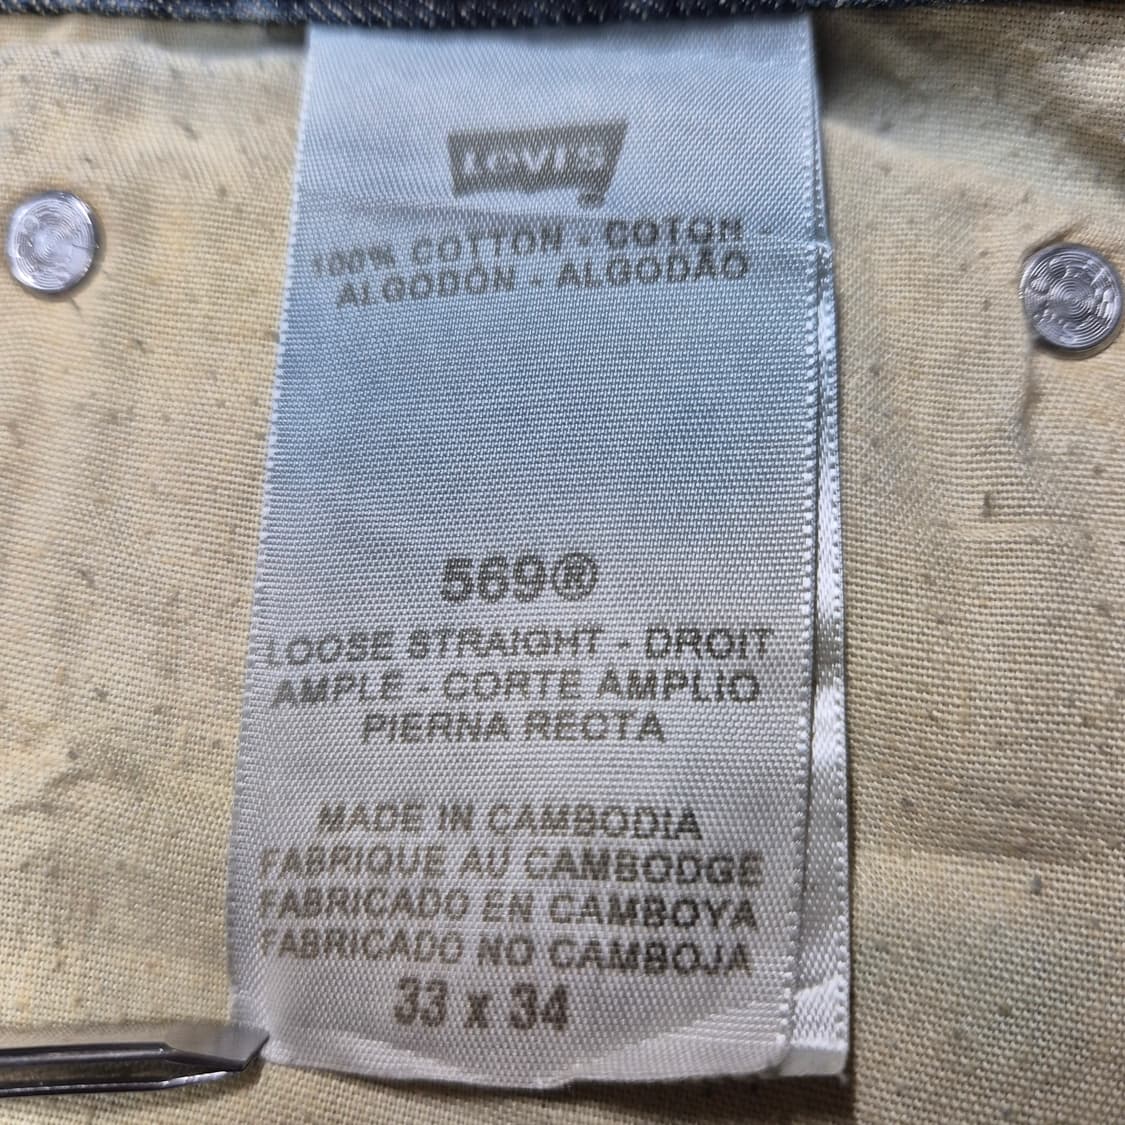 Levi's
100% COTTON - COTON -
ALGODÓN - ALGODÃO
569®
LOOSE STRAIGHT - DROIT
AMPLE - CORTE AMPLIO
PIERNA RECTA
MADE IN CAMBODIA
FABRIQUE AU CAMBODGE
FABRICADO EN CAMBOYA
FABRICADO NO CAMBOJA
33 x 34